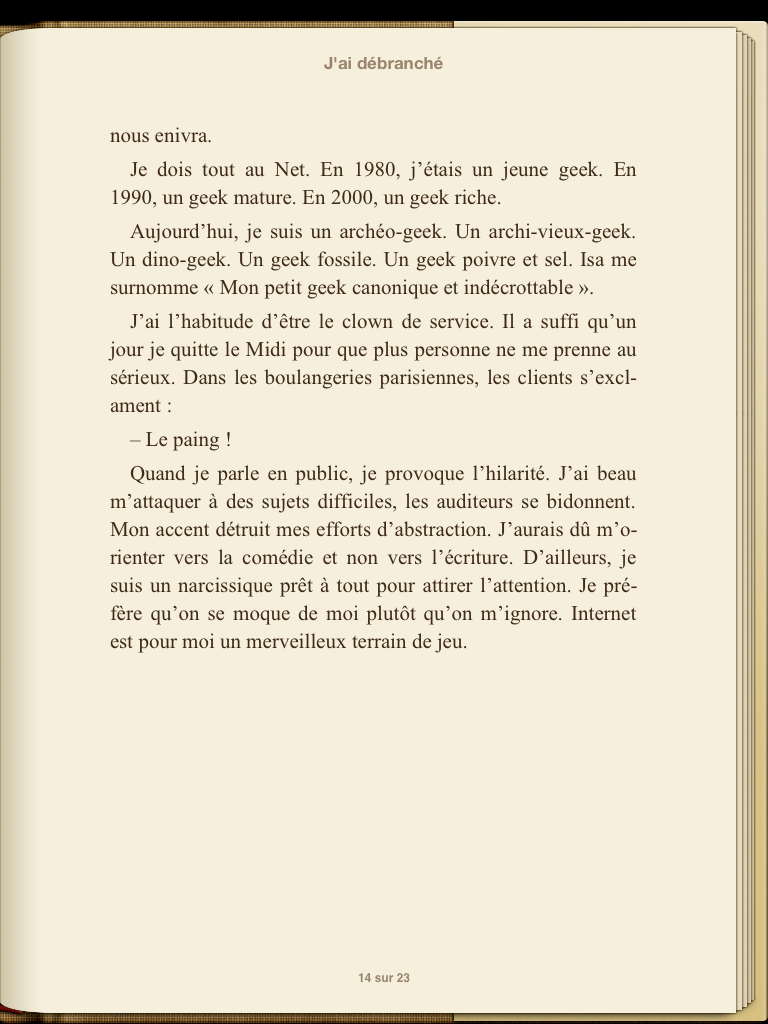 J'ai débranché
nous enivra.
Je dois tout au Net. En 1980, j’étais un jeune geek. En
1990, un geek mature. En 2000, un geek riche.
Aujourd’hui, je suis un archéo-geek. Un archi-vieux-geek.
Un dino-geek. Un geek fossile. Un geek poivre et sel. Isa me
surnomme « Mon petit geek canonique et indécrottable ».
J’ai l’habitude d’être le clown de service. Il a suffi qu’un
jour je quitte le Midi pour que plus personne ne me prenne au
sérieux. Dans les boulangeries parisiennes, les clients s’excl-
ament :
– Le paing !
Quand je parle en public, je provoque l’hilarité. J’ai beau
m’attaquer à des sujets difficiles, les auditeurs se bidonnent.
Mon accent détruit mes efforts d’abstraction. J’aurais dû m’o-
rienter vers la comédie et non vers l’écriture. D’ailleurs, je
suis un narcissique prêt à tout pour attirer l’attention. Je pré-
fère qu’on se moque de moi plutôt qu’on m’ignore. Internet
est pour moi un merveilleux terrain de jeu.
14 sur 23